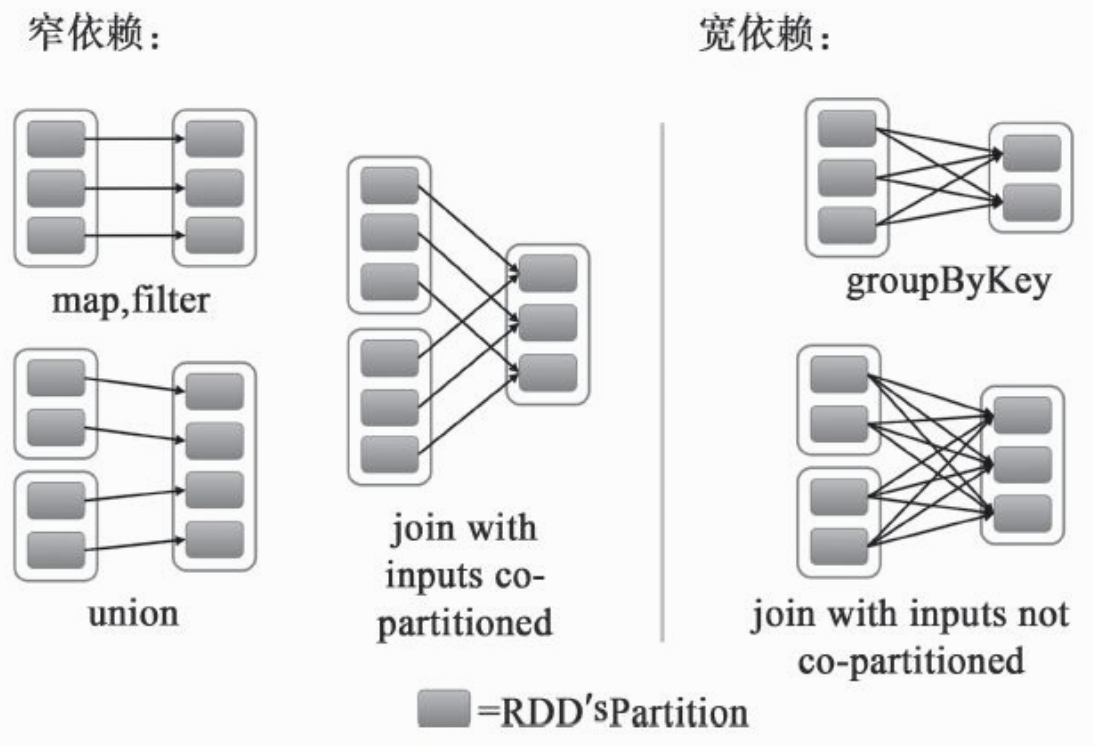 窄依赖：
宽依赖：
map,filter
union
join with
inputs co-
partitioned
groupByKey
join with inputs not
co-partitioned
=RDD'sPartition